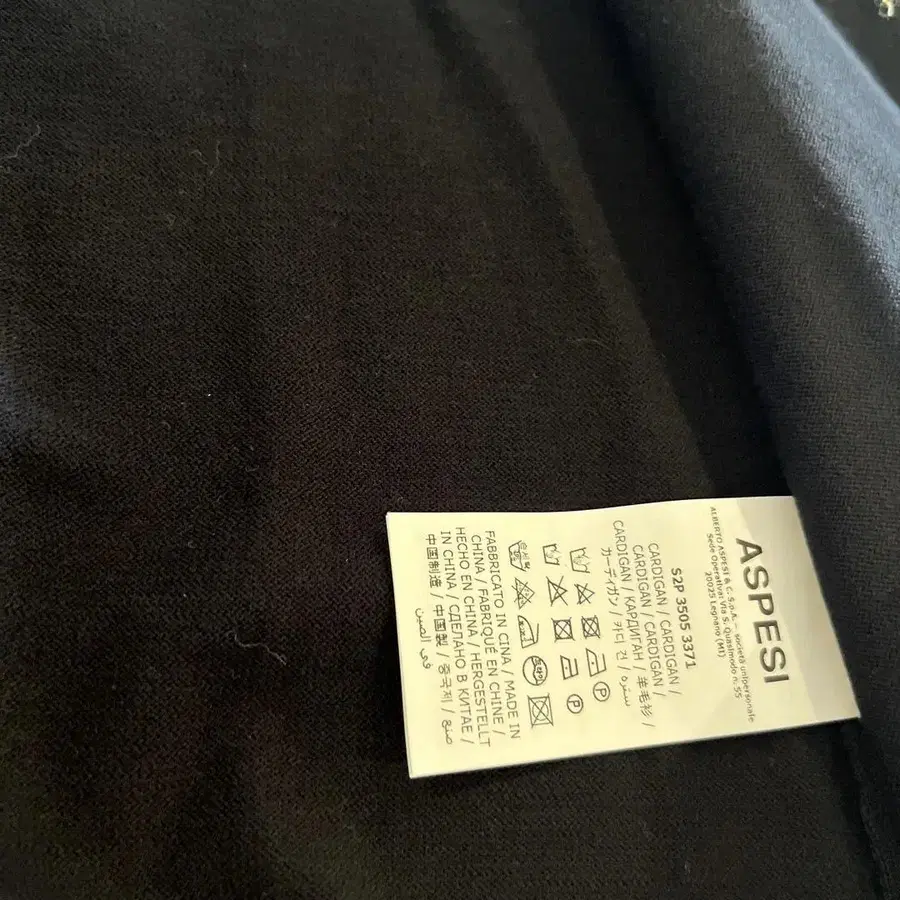 ASPESI
ALBERTO ASPESI & C. S.p.A. – società unipersonale
Sede Operativa: Via S. Quasimodo n. 55
20025 Legnano (MI)
S2P 3505 3371
CARDIGAN / CARDIGAN /
CARDIGAN / CARDIGAN /
CARDIGAN / КАРДИГАН / 羊毛衫 /
カーディガン / 카디건 / سترة
P
P
FABBRICATO IN CINA / MADE IN
CHINA / FABRIQUÉ EN CHINE /
HECHO EN CHINA / HERGESTELLT
IN CHINA / СДЕЛАНО В КИТАЕ /
中国制造 / 中国製 / 중국제 / صنع
في الصين